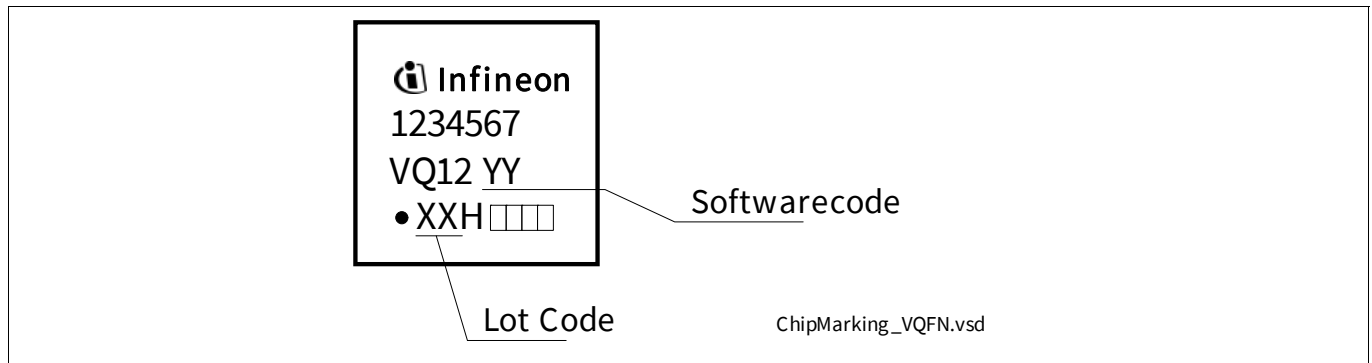 Infineon
1234567
VQ12 YY
XXH
Softwarecode
Lot Code
ChipMarking_VQFN.vsd